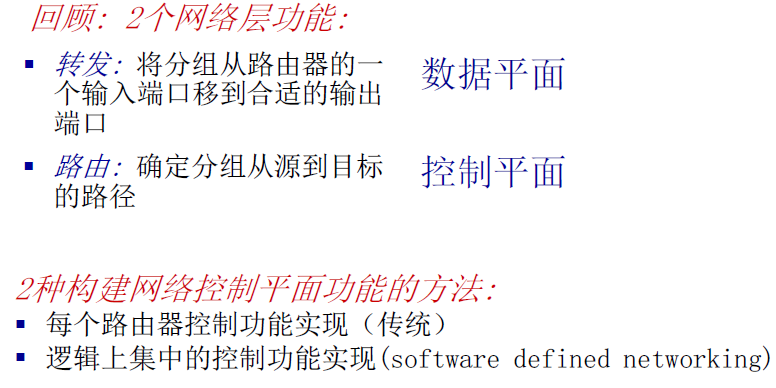 回顾: 2个网络层功能:
▪ 转发: 将分组从路由器的一 数据平面
个输入端口移到合适的输出
端口
▪ 路由: 确定分组从源到目标 控制平面
的路径
2种构建网络控制平面功能的方法:
▪ 每个路由器控制功能实现（传统）
▪ 逻辑上集中的控制功能实现(software defined networking)